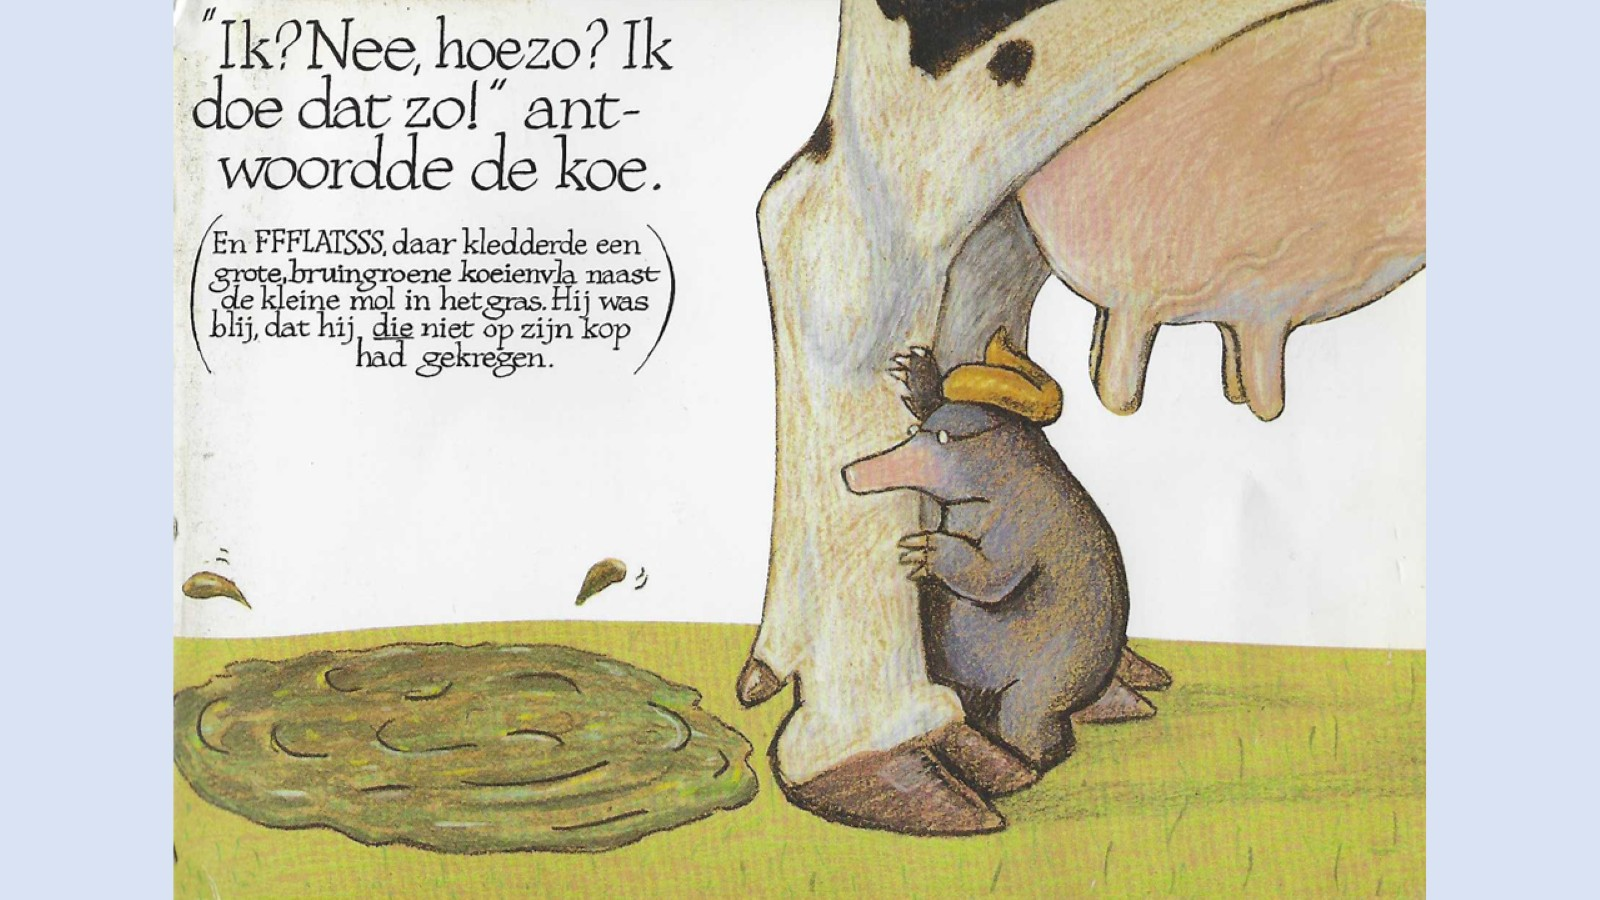 "Ik? Nee, hoezo? Ik
doe dat zo!" ant-
woordde de koe.
(En FFFLATSSS, daar kledderde een
grote, bruingroene koeienvla naast
de kleine mol in het gras. Hij was
blij, dat hij die niet op zijn kop
had gekregen.)